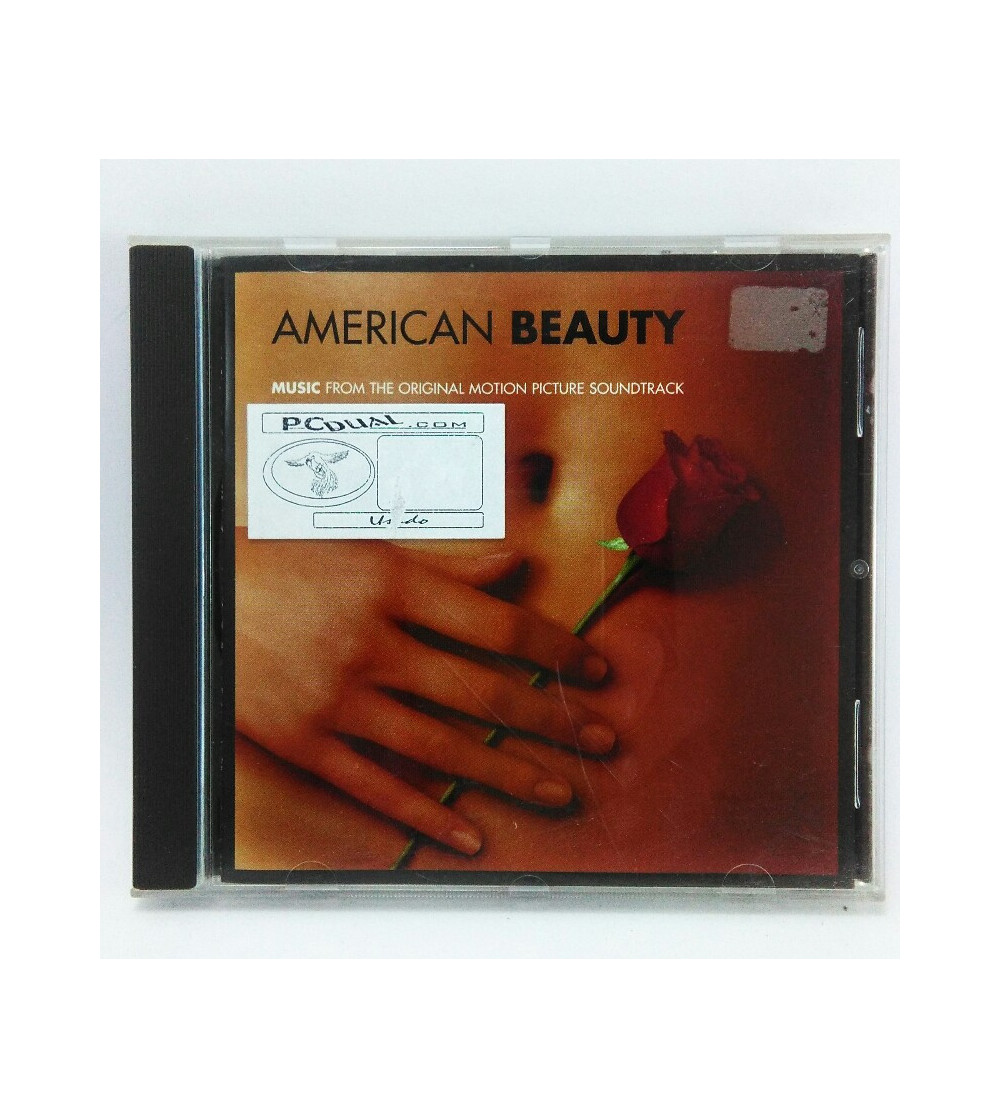 AMERICAN BEAUTY
MUSIC FROM THE ORIGINAL MOTION PICTURE SOUNDTRACK
PCDUAL.COM
Usado